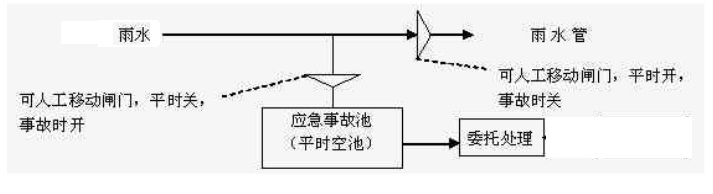 雨水
雨水管
可人工移动闸门，平时关，
事故时开
可人工移动闸门，平时开，
事故时关
应急事故池
（平时空池）
委托处理